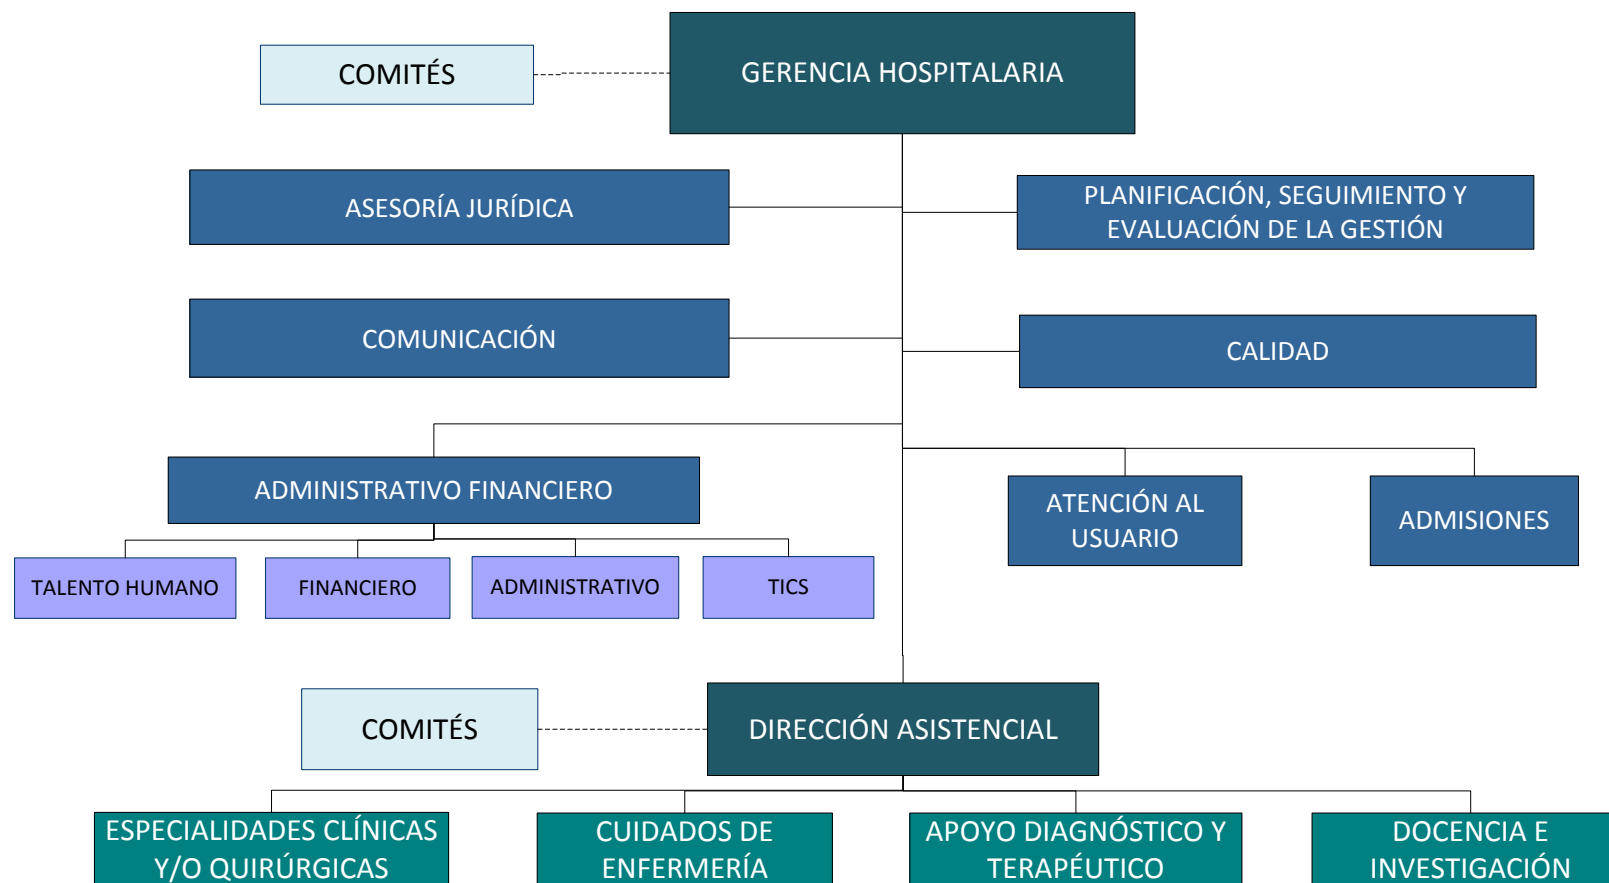 COMITÉS
GERENCIA HOSPITALARIA
ASESORÍA JURÍDICA
PLANIFICACIÓN, SEGUIMIENTO Y
EVALUACIÓN DE LA GESTIÓN
COMUNICACIÓN
CALIDAD
ADMINISTRATIVO FINANCIERO
ATENCIÓN AL
USUARIO
ADMISIONES
TALENTO HUMANO
FINANCIERO
ADMINISTRATIVO
TICS
COMITÉS
DIRECCIÓN ASISTENCIAL
ESPECIALIDADES CLÍNICAS
Y/O QUIRÚRGICAS
CUIDADOS DE
ENFERMERÍA
APOYO DIAGNÓSTICO Y
TERAPÉUTICO
DOCENCIA E
INVESTIGACIÓN